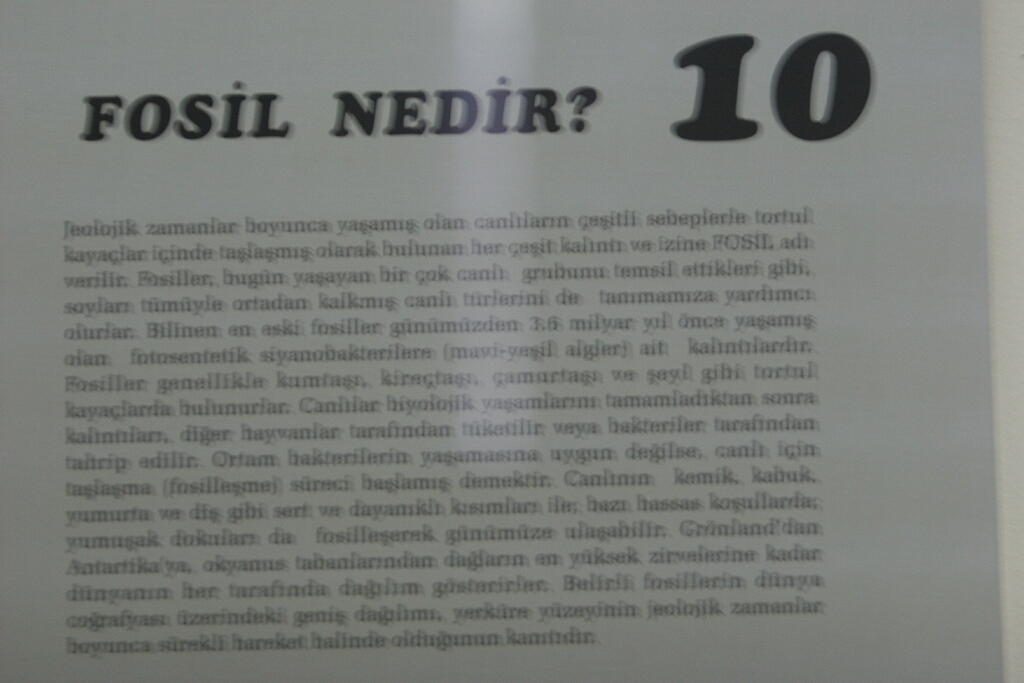 FOSİL NEDİR? 10
Jeolojik zamanlar boyunca yaşamış olan canlıların çeşitli sebeplerle tortul
kayaçlar içinde taşlaşmış olarak bulunan her çeşit kalıntı ve izine FOSİL adı
verilir. Fosiller, bugün yaşayan bir çok canlı grubunu temsil ettikleri gibi,
soyları tümüyle ortadan kalkmış canlı türlerini de tanımamıza yardımcı
olurlar. Bilinen en eski fosiller günümüzden 3.6 milyar yıl önce yaşamış
olan fotosentetik siyanobakterilere (mavi-yeşil algler) ait kalıntılardır.
Fosiller genellikle kumtaşı, kireçtaşı, çamurtaşı ve şeyl gibi tortul
kayaçlarda bulunurlar. Canlılar biyolojik yaşamlarını tamamladıktan sonra
kalıntıları, diğer hayvanlar tarafından tüketilir veya bakteriler tarafından
tahrip edilir. Ortam bakterilerin yaşamasına uygun değilse, canlı için
taşlaşma (fosilleşme) süreci başlamış demektir. Canlının kemik, kabuk,
yumurta ve diş gibi sert ve dayanıklı kısımları ile; bazı hassas koşullarda;
yumuşak dokuları da fosilleşerek günümüze ulaşabilir. Grönland'dan
Antartika'ya, okyanus tabanlarından dağların en yüksek zirvelerine kadar
dünyanın her tarafında dağılım gösterirler. Belirli fosillerin dünya
coğrafyası üzerindeki geniş dağılımı, yerküre yüzeyinin jeolojik zamanlar
boyunca sürekli hareket halinde olduğunun kanıtıdır.